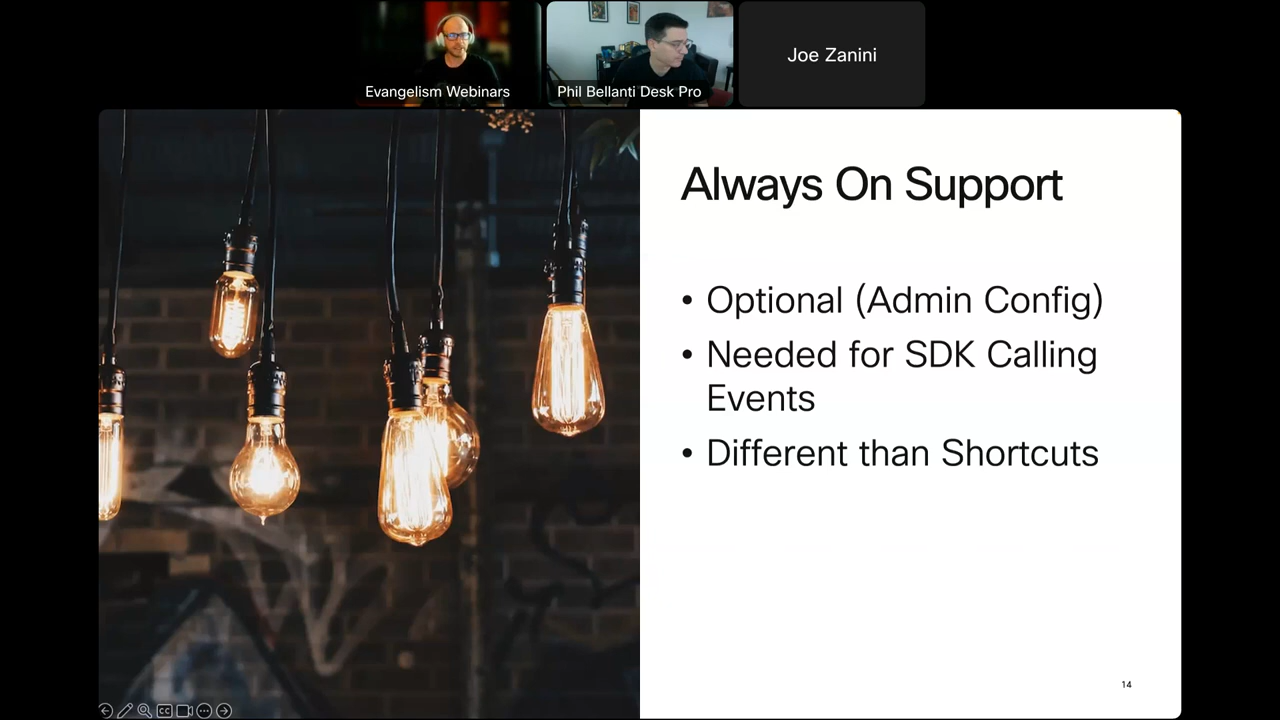 Joe Zanini
Evangelism Webinars
Phil Bellanti Desk Pro
Always On Support
• Optional (Admin Config)
• Needed for SDK Calling
Events
• Different than Shortcuts
14
CC